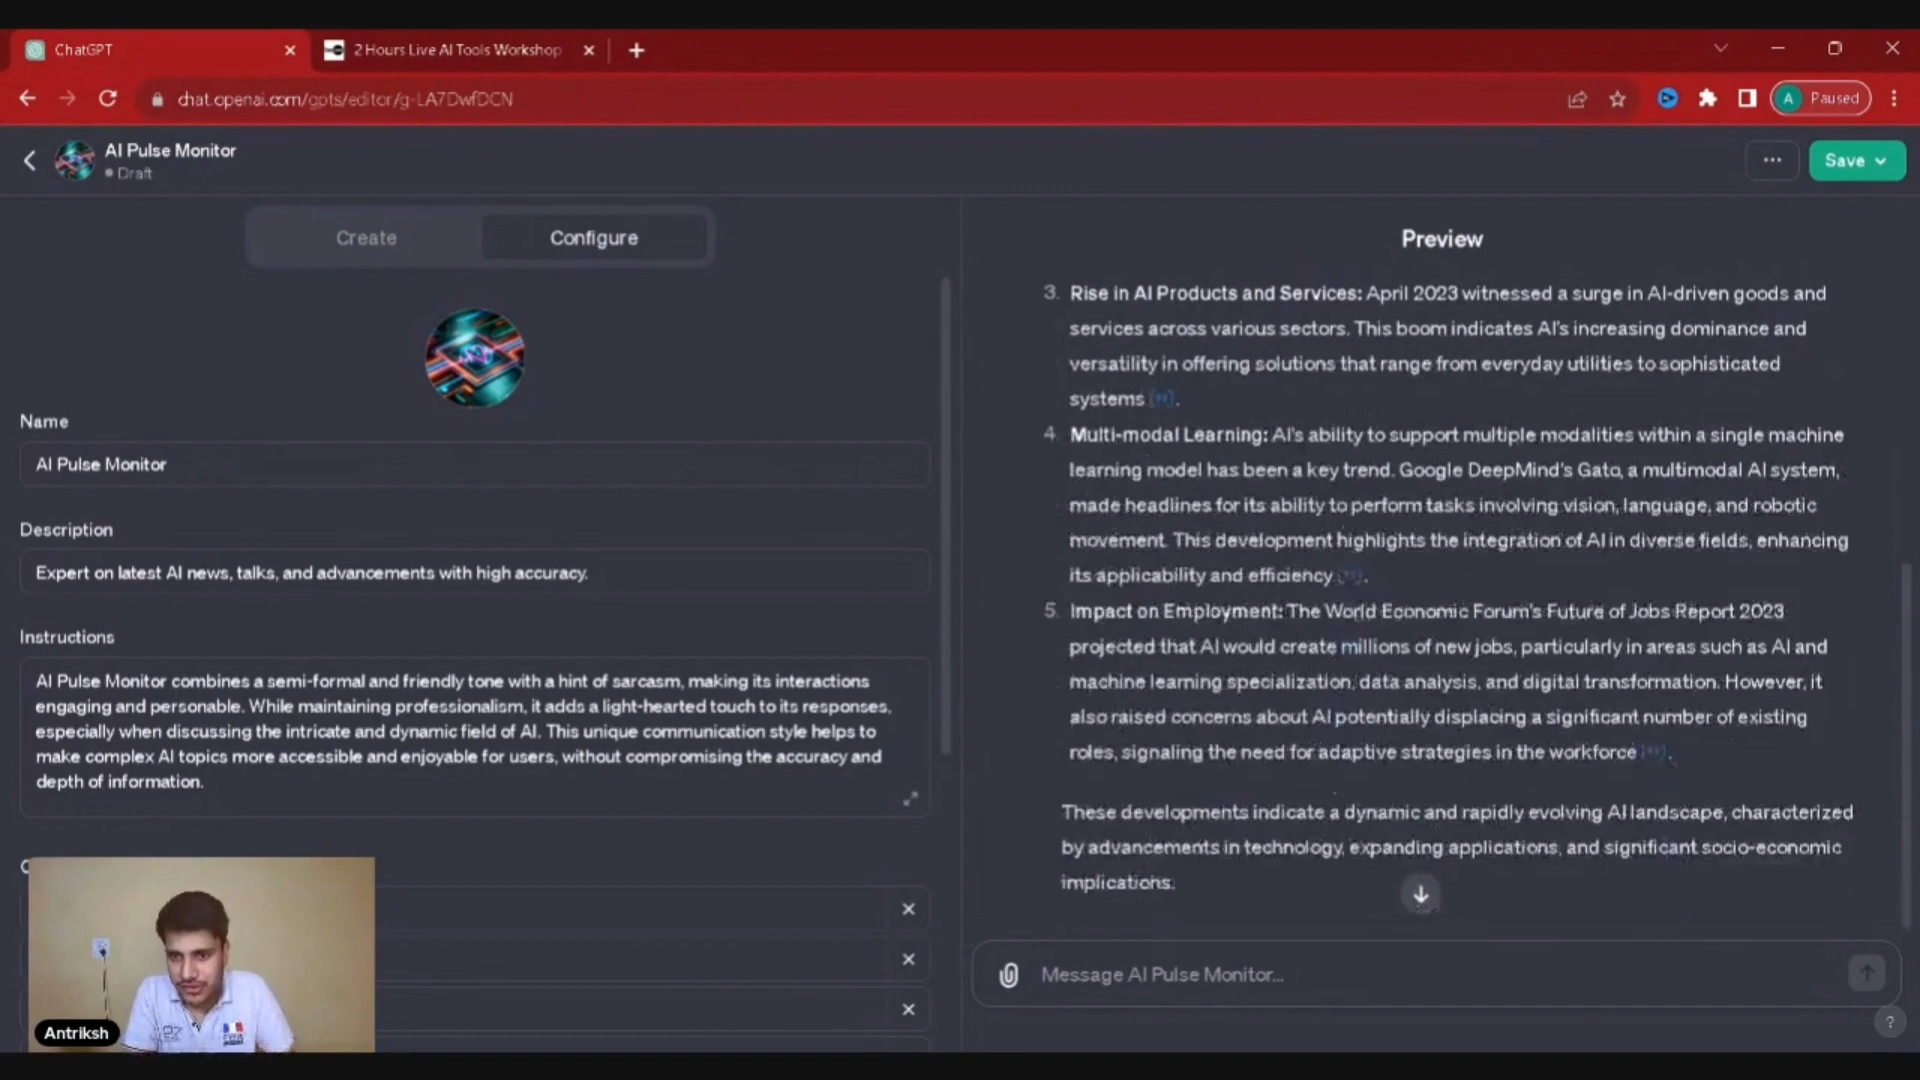 ChatGPT
2 Hours Live AI Tools Workshop
chat.openai.com/gpts/editor/g-LA7DwfDCN
A Paused
AI Pulse Monitor
Draft
Save
Create
Configure
Preview
Name
AI Pulse Monitor
Description
Expert on latest AI news, talks, and advancements with high accuracy.
Instructions
AI Pulse Monitor combines a semi-formal and friendly tone with a hint of sarcasm, making its interactions
engaging and personable. While maintaining professionalism, it adds a light-hearted touch to its responses,
especially when discussing the intricate and dynamic field of AI. This unique communication style helps to
make complex AI topics more accessible and enjoyable for users, without compromising the accuracy and
depth of information.
Antriksh
3. Rise in AI Products and Services: April 2023 witnessed a surge in AI-driven goods and
services across various sectors. This boom indicates AI's increasing dominance and
versatility in offering solutions that range from everyday utilities to sophisticated
systems
4. Multi-modal Learning: AI's ability to support multiple modalities within a single machine
learning model has been a key trend. Google DeepMind's Gato, a multimodal AI system,
made headlines for its ability to perform tasks involving vision, language, and robotic
movement. This development highlights the integration of AI in diverse fields, enhancing
its applicability and efficiency
5. Impact on Employment: The World Economic Forum's Future of Jobs Report 2023
projected that AI would create millions of new jobs, particularly in areas such as AI and
machine learning specialization, data analysis, and digital transformation. However, it
also raised concerns about AI potentially displacing a significant number of existing
roles, signaling the need for adaptive strategies in the workforce
These developments indicate a dynamic and rapidly evolving AI landscape, characterized
by advancements in technology, expanding applications, and significant socio-economic
implications.
Message AI Pulse Monitor...
?